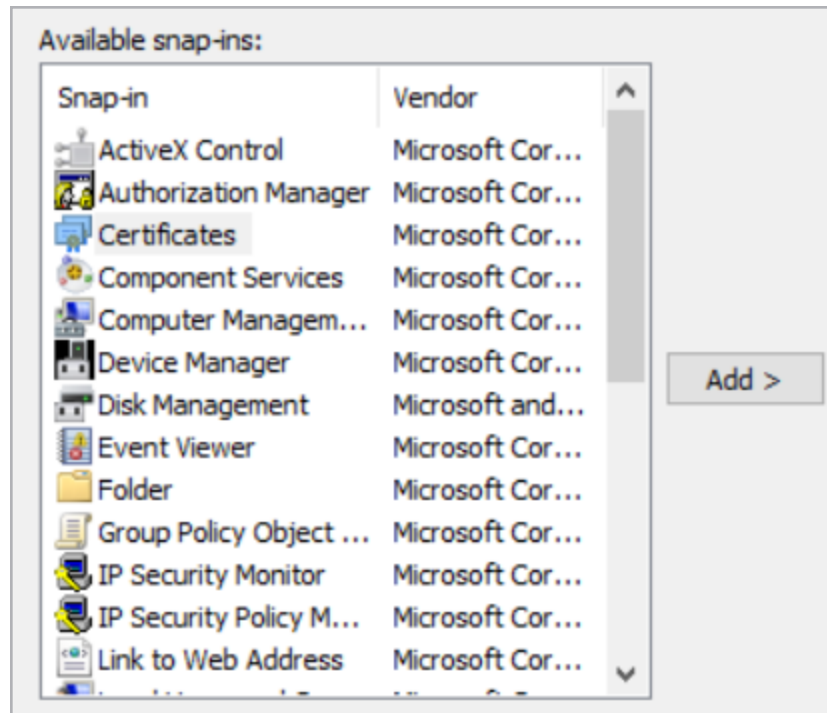 Available snap-ins:
Snap-in Vendor
ActiveX Control Microsoft Cor...
Authorization Manager Microsoft Cor...
Certificates Microsoft Cor...
Component Services Microsoft Cor...
Computer Managem... Microsoft Cor...
Device Manager Microsoft Cor...
Add >
Disk Management Microsoft and...
Event Viewer Microsoft Cor...
Folder Microsoft Cor...
Group Policy Object ... Microsoft Cor...
IP Security Monitor Microsoft Cor...
IP Security Policy M... Microsoft Cor...
Link to Web Address Microsoft Cor...